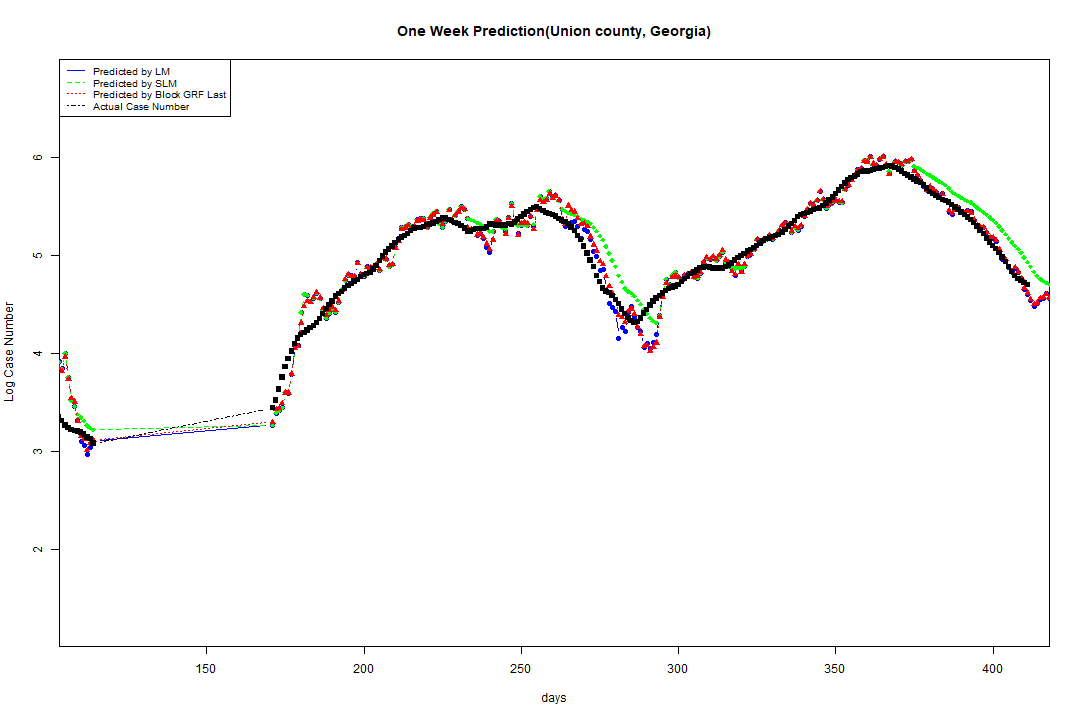 One Week Prediction(Union county, Georgia)
Predicted by LM
Predicted by SLM
Predicted by Block GRF Last
Actual Case Number
6
5
4
3
2
Log Case Number
150 200 250 300 350 400
days